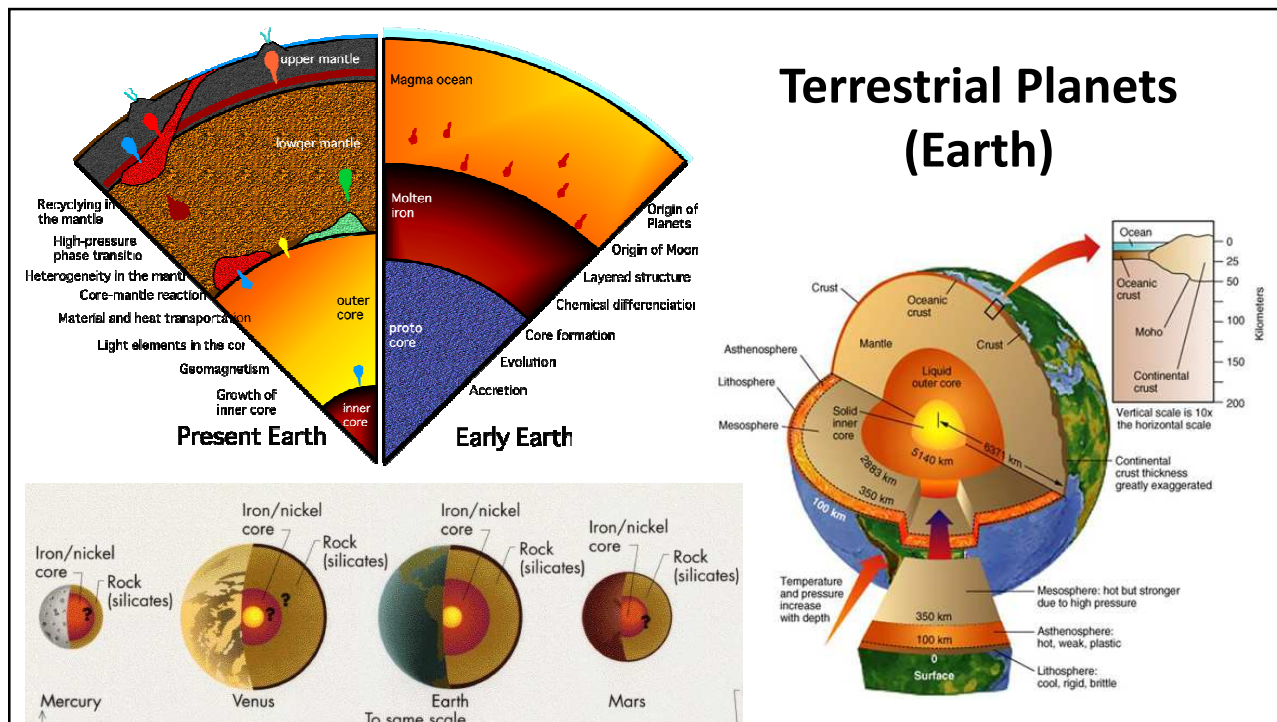 Terrestrial Planets
(Earth)
upper mantle
lowger mantle
Recyclying in
the mantle
High-pressure
phase transitio
Heterogeneity in the mantl
Core-mantle reaction
Material and heat transportation
Light elements in the cor
Geomagnetism
Growth of
inner core
outer
core
inner
core
Present Earth
Magma ocean
Molten
iron
proto
core
Origin of
Planets
Origin of Moon
Layered structure
Chemical differenciation
Core formation
Evolution
Accretion
Early Earth
Ocean
Oceanic
crust
Moho
Continental
crust
0
25
50
100
150
200
Kilometers
Vertical scale is 10x
the horizontal scale
Crust
Oceanic
crust
Mantle
Crust
Asthenosphere
Lithosphere
Mesosphere
Liquid
outer core
Solid
inner
core
6371 km
5140 km
2883 km
350 km
100 km
Continental
crust thickness
greatly exaggerated
Temperature
and pressure
increase
with depth
350 km
100 km
0
Surface
Mesosphere: hot but stronger
due to high pressure
Asthenosphere:
hot, weak, plastic
Lithosphere:
cool, rigid, brittle
Iron/nickel
core
Rock
(silicates)
?
Mercury
Iron/nickel
core
Rock
(silicates)
?
?
Venus
Iron/nickel
core
Rock
(silicates)
Earth
To same scale
Iron/nickel
core
Rock
(silicates)
?
Mars